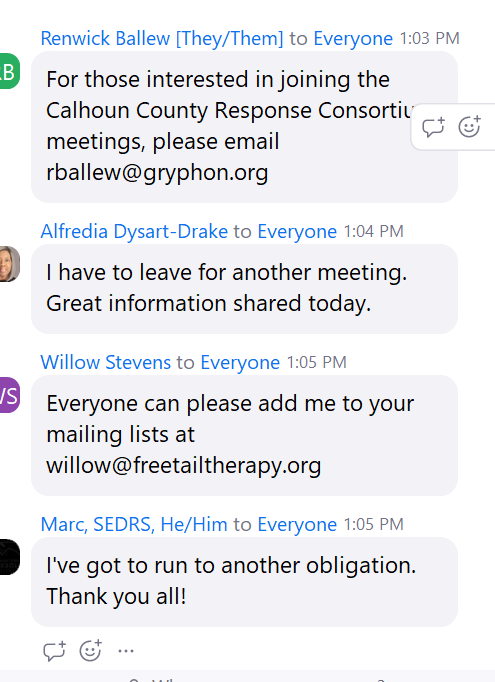 Renwick Ballew [They/Them] to Everyone 1:03 PM
B
For those interested in joining the
Calhoun County Response
meetings, please email
rballew@gryphon.org
Alfredia Dysart-Drake to Everyone 1:04 PM
I have to leave for another meeting.
Great information shared today.
Willow Stevens to Everyone 1:05 PM
WS
Everyone can please add me to your
mailing lists at
willow@freetailtherapy.org
Marc, SEDRS, He/Him to Everyone 1:05 PM
I've got to run to another obligation.
Thank you all!